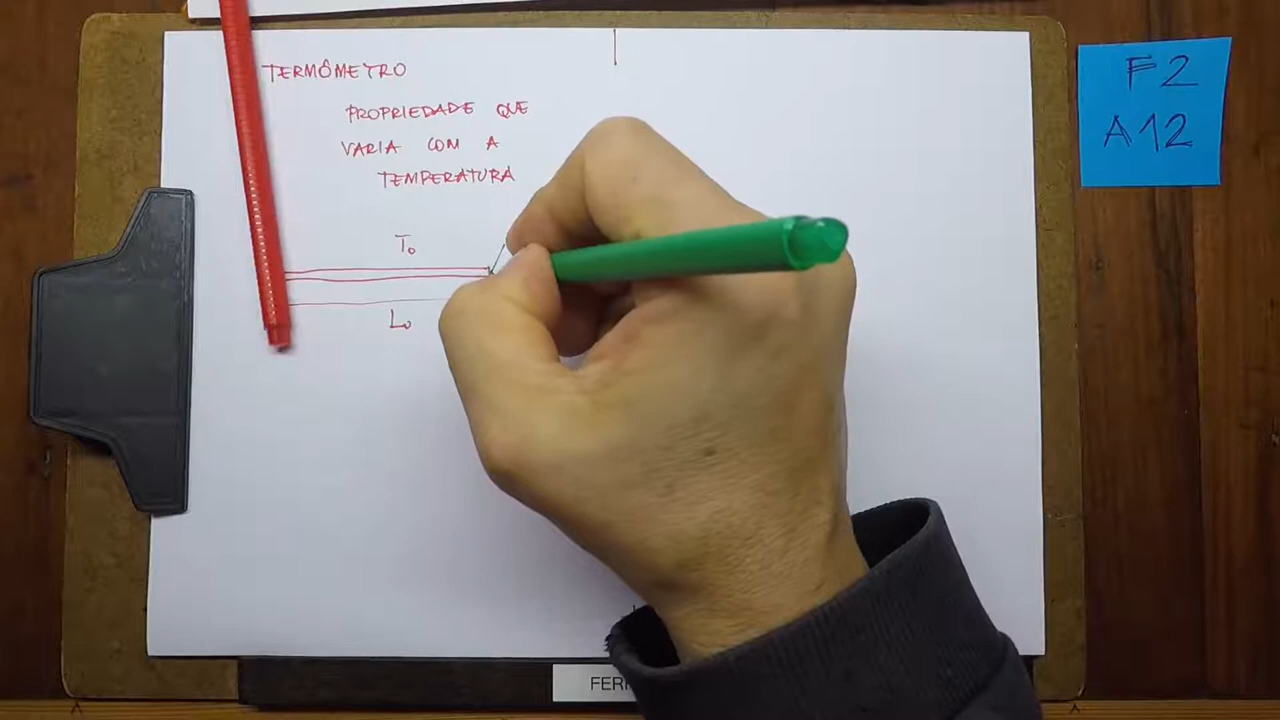 TERMÔMETRO
PROPRIEDADE QUE
VARIA COM A
TEMPERATURA
T₀
L₀
F2
A12